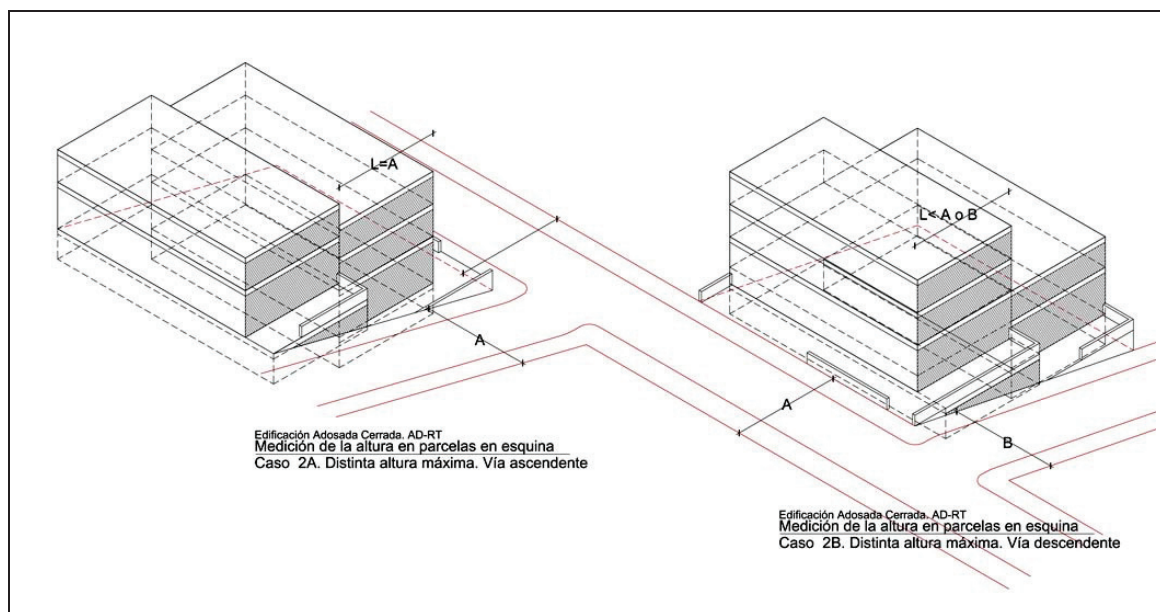 L=A
A
Edificación Adosada Cerrada. AD-RT
Medición de la altura en parcelas en esquina
Caso 2A. Distinta altura máxima. Vía ascendente
L< A o B
A
B
Edificación Adosada Cerrada. AD-RT
Medición de la altura en parcelas en esquina
Caso 2B. Distinta altura máxima. Vía descendente